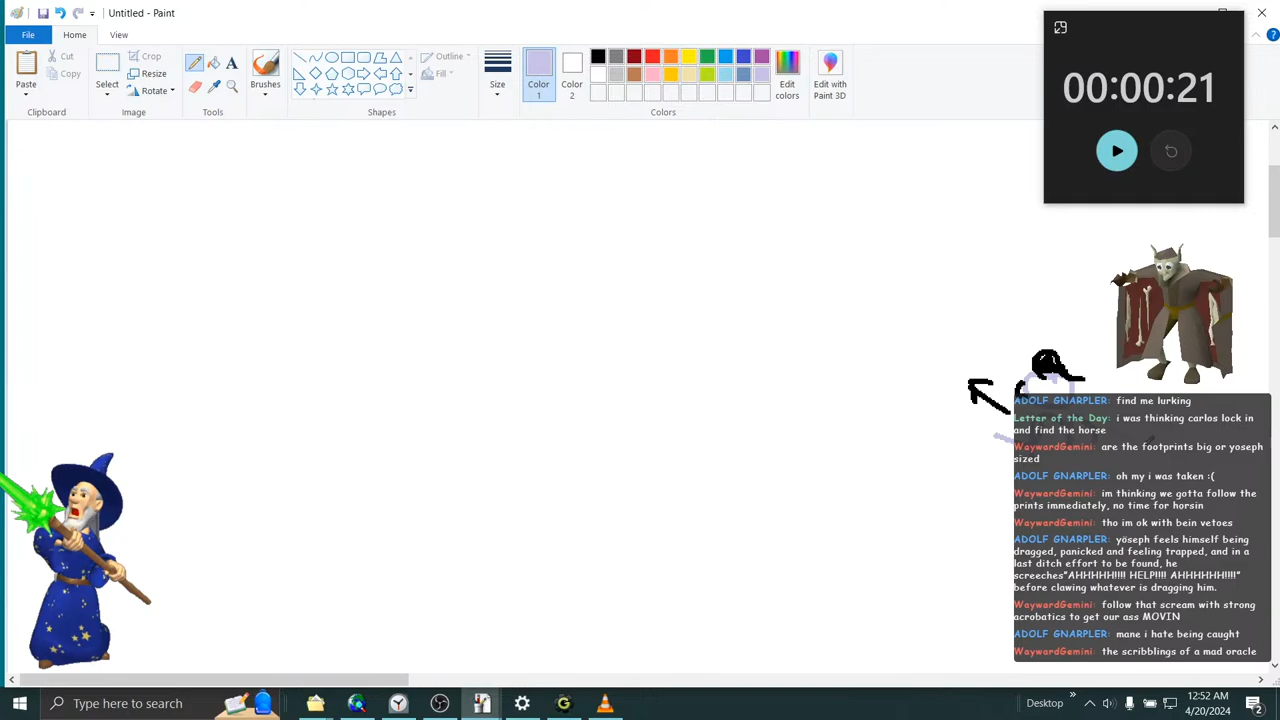 Untitled - Paint
File
Home
View
Paste
Cut
Copy
Clipboard
Select
Crop
Resize
Rotate
Image
A
Tools
Brushes
Outline
Fill
Shapes
Size
Color
1
Color
2
Edit
colors
Edit with
Paint 3D
Colors
00:00:21
ADOLF GNARPLER: find me lurking
Letter of the Day: i was thinking carlos lock in
and find the horse
WaywardGemini: are the footprints big or yoseph
sized
ADOLF GNARPLER: oh my i was taken :(
WaywardGemini: im thinking we gotta follow the
prints immediately, no time for horsin
WaywardGemini: tho im ok with bein vetoes
ADOLF GNARPLER: yöseph feels himself being
dragged, panicked and feeling trapped, and in a
last ditch effort to be found, he
screeches"AHHHHH!!!! HELP!!!! AHHHHHH!!!!"
before clawing whatever is dragging him.
WaywardGemini: follow that scream with strong
acrobatics to get our ass MOVIN
ADOLF GNARPLER: mane i hate being caught
WaywardGemini: the scribblings of a mad oracle
Type here to search
Desktop
12:52 AM
4/20/2024
2